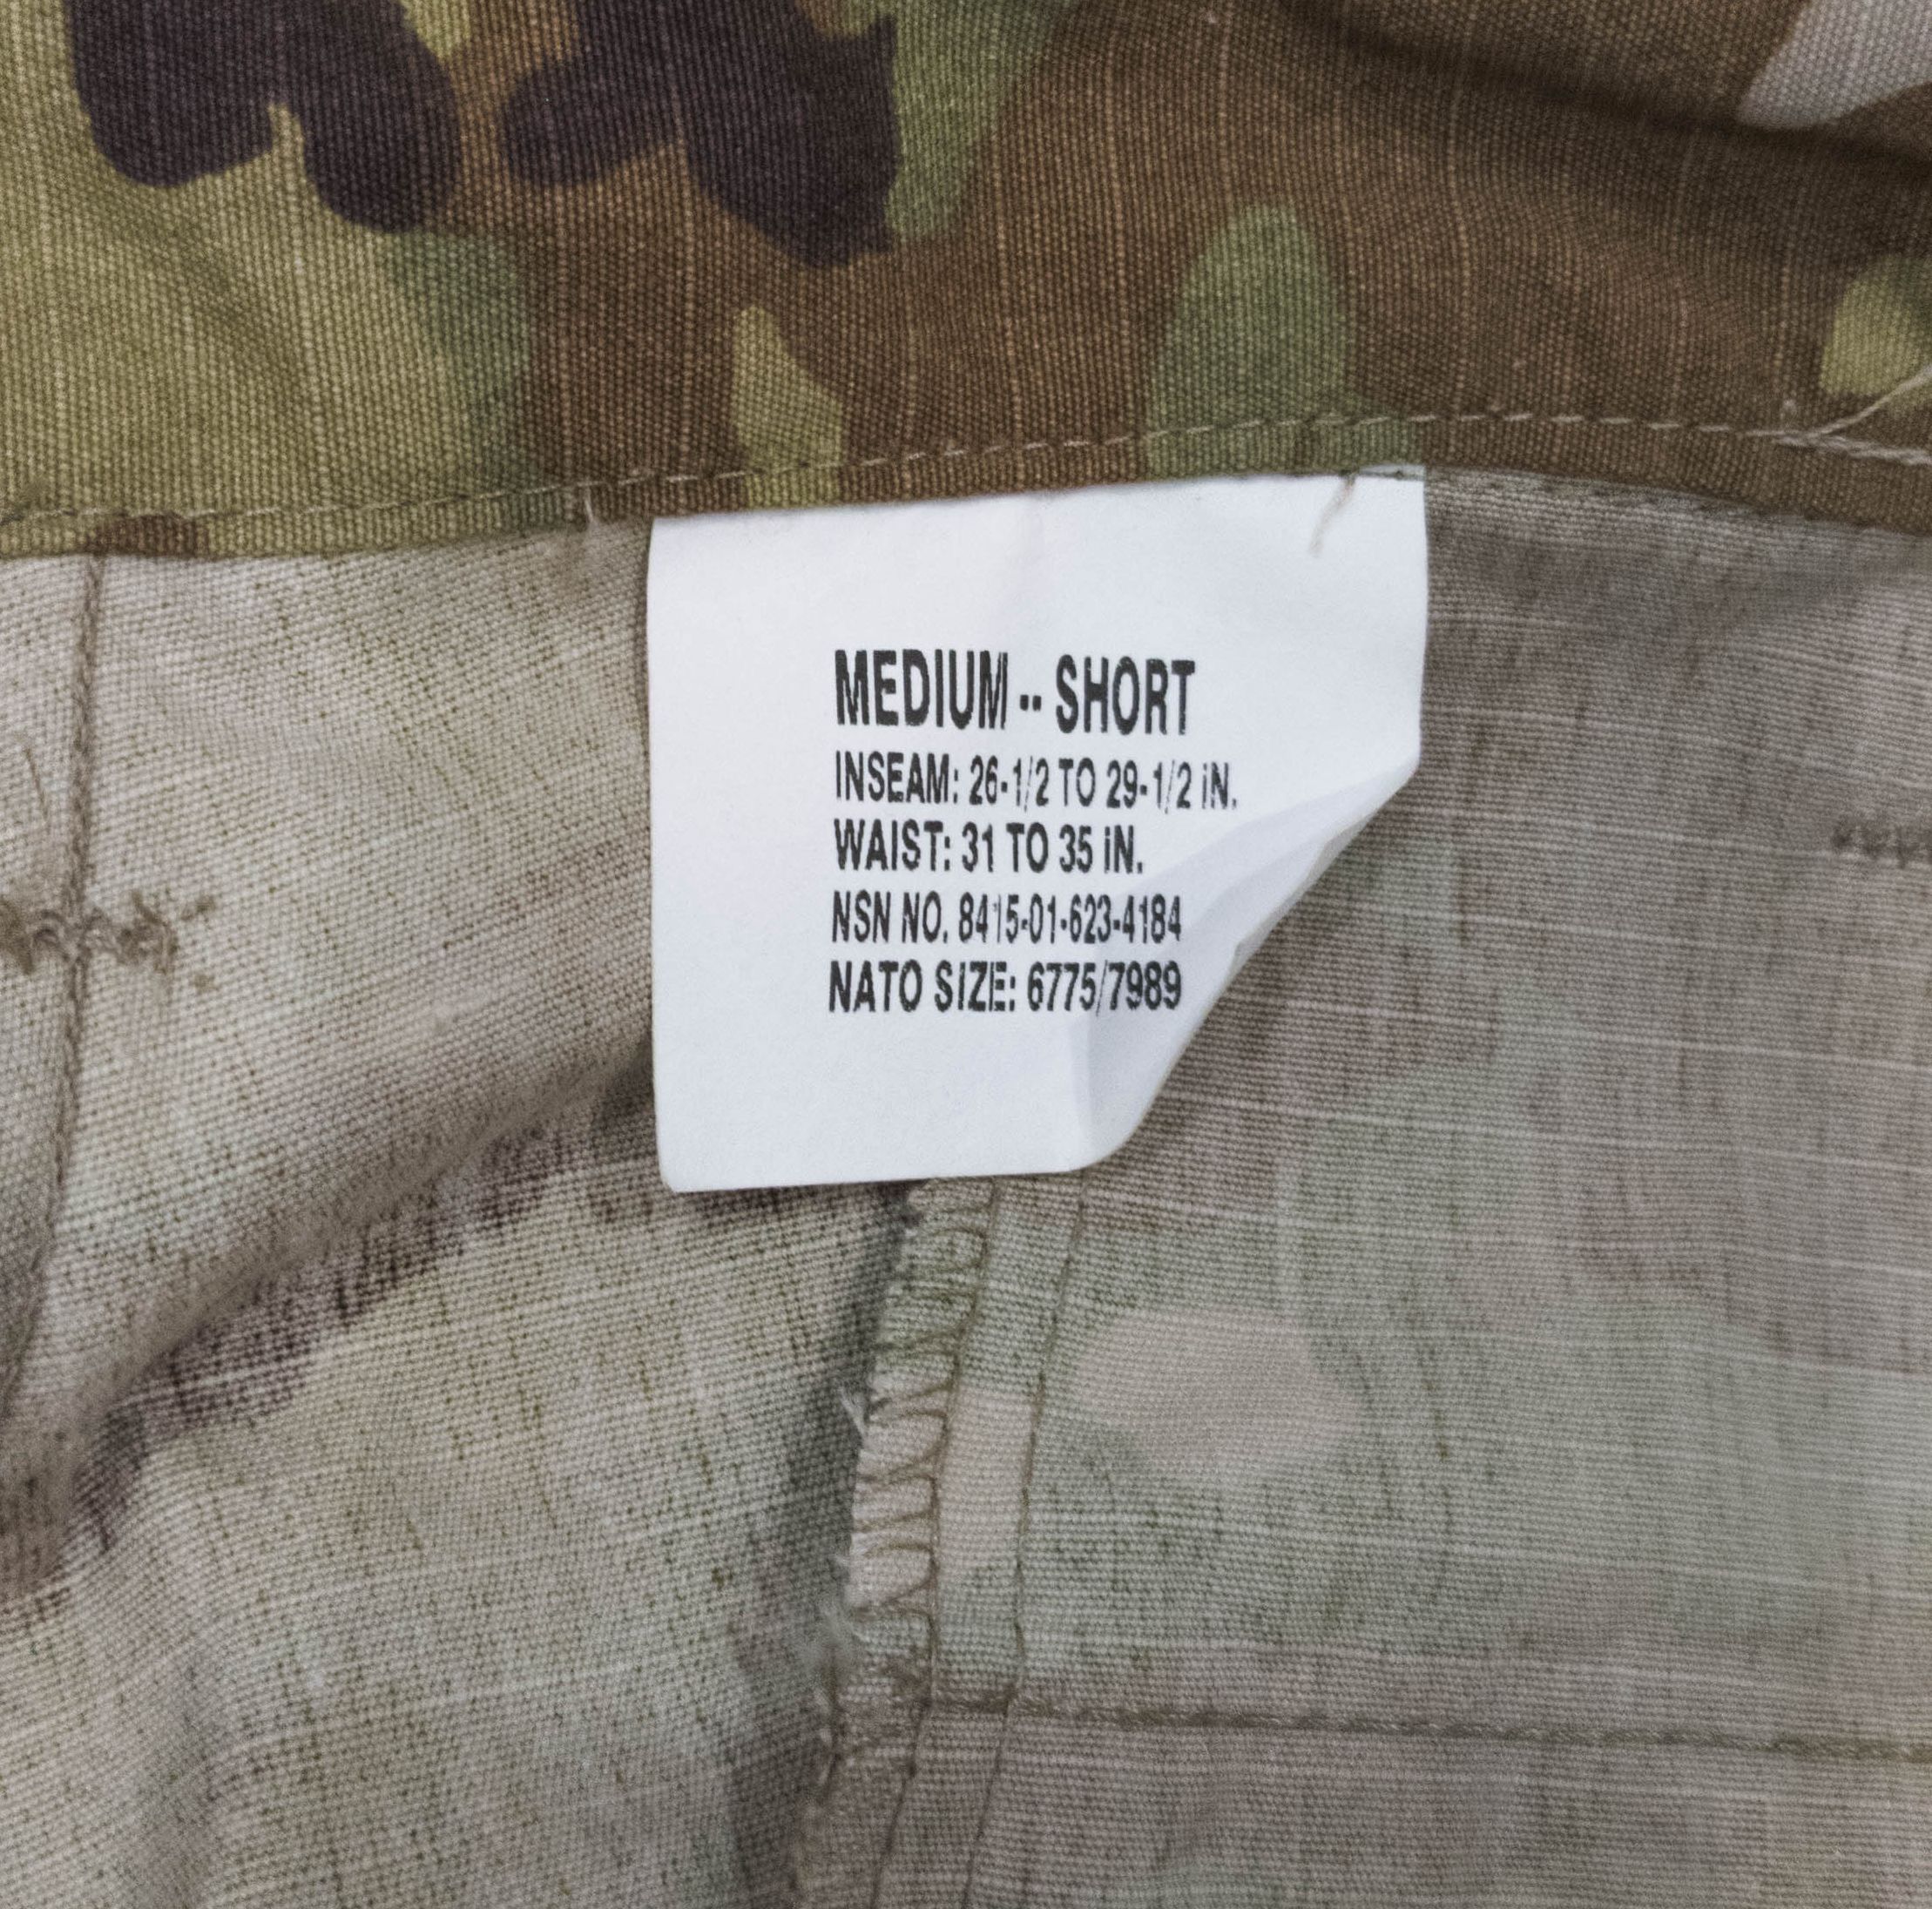 MEDIUM -- SHORT
INSEAM: 26-1/2 TO 29-1/2 IN.
WAIST: 31 TO 35 IN.
NSN NO. 8415-01-623-4184
NATO SIZE: 6775/7989